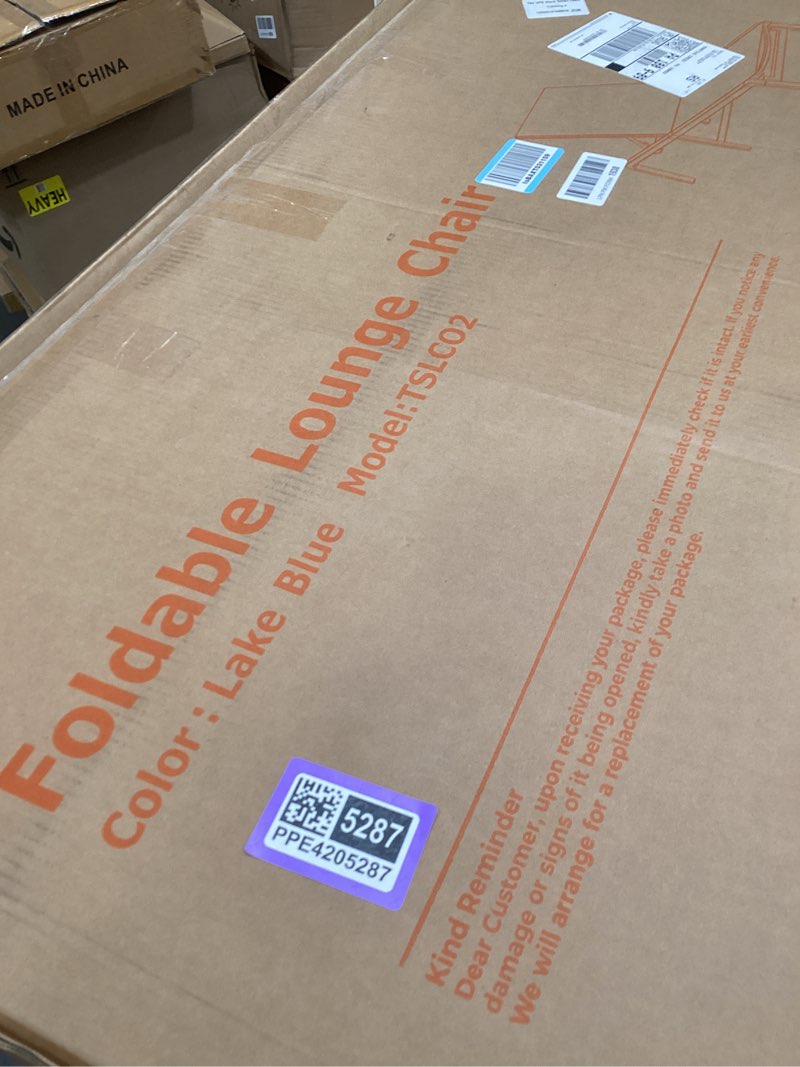 MADE IN CHINA
HEAVY
Foldable Lounge Chair
Color : Lake Blue Model:TSLC02
5287
PPE4205287
Kind Reminder
Dear Customer, upon receiving your package, please immediately check if it is intact. If you notice any
damage or signs of it being opened, kindly take a photo and send it to us at your earliest convenience.
We will arrange for a replacement of your package.